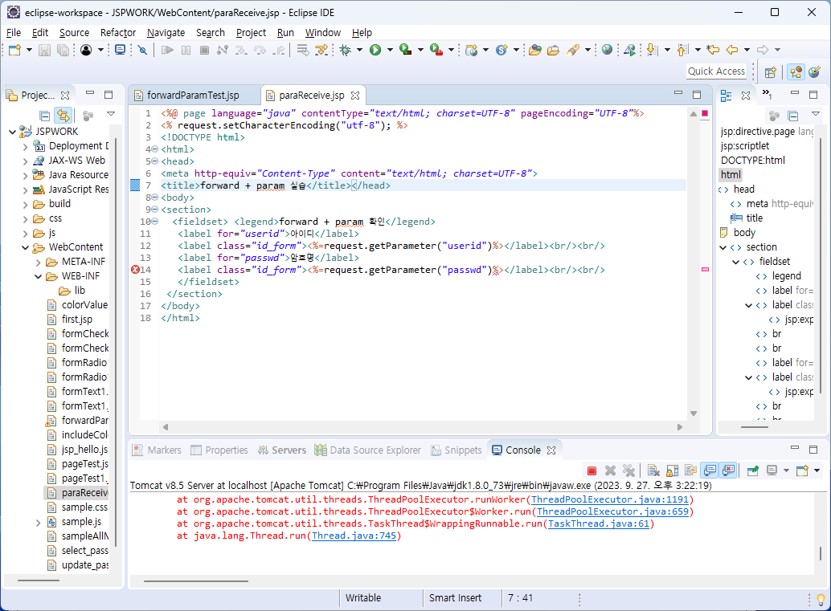 eclipse-workspace - JSPWORK/WebContent/paraReceive.jsp - Eclipse IDE
File Edit Source Refactor Navigate Search Project Run Window Help
Quick Access
Projec...
JSPWORK
Deployment D
JAX-WS Web
Java Resource
JavaScript Res
build
css
js
WebContent
META-INF
WEB-INF
lib
colorValue
first.jsp
formCheck
formCheck
formRadio
formRadio
formText1.
formText1_
forwardPar
includeCol
jsp_hello.js
pageTest.js
pageTest1_
paraReceiv
sample.css
sample.js
sampleAllN
select_pass
update_pas
forwardParamTest.jsp paraReceive.jsp
1 <%@ page language="java" contentType="text/html; charset=UTF-8" pageEncoding="UTF-8"%>
2 <% request.setCharacterEncoding("utf-8"); %>
3 <!DOCTYPE html>
4 <html>
5 <head>
6 <meta http-equiv="Content-Type" content="text/html; charset=UTF-8">
7 <title>forward + param 실습</title></head>
8 <body>
9 <section>
10 <fieldset> <legend>forward + param 확인</legend>
11 <label for="userid">아이디</label>
12 <label class="id_form"><%=request.getParameter("userid")%></label><br/><br/>
13 <label for="passwd">암호명</label>
14 <label class="id_form"><%=request.getParameter("passwd")%></label><br/><br/>
15 </fieldset>
16 </section>
17 </body>
18 </html>
jsp:directive.page lang
jsp:scriptlet
DOCTYPE:html
html
head
meta http-equi
title
body
section
fieldset
legend
label for=
label clas
jsp:exp
br
br
label for=
label clas
jsp:exp
br
br
Markers Properties Servers Data Source Explorer Snippets Console
Tomcat v8.5 Server at localhost [Apache Tomcat] C:₩Program Files₩Java₩jdk1.8.0_73₩jre₩bin₩javaw.exe (2023. 9. 27. 오후 3:22:19)
at org.apache.tomcat.util.threads.ThreadPoolExecutor.runWorker(ThreadPoolExecutor.java:1191)
at org.apache.tomcat.util.threads.ThreadPoolExecutor$Worker.run(ThreadPoolExecutor.java:659)
at org.apache.tomcat.util.threads.TaskThread$WrappingRunnable.run(TaskThread.java:61)
at java.lang.Thread.run(Thread.java:745)
Writable Smart Insert 7 : 41